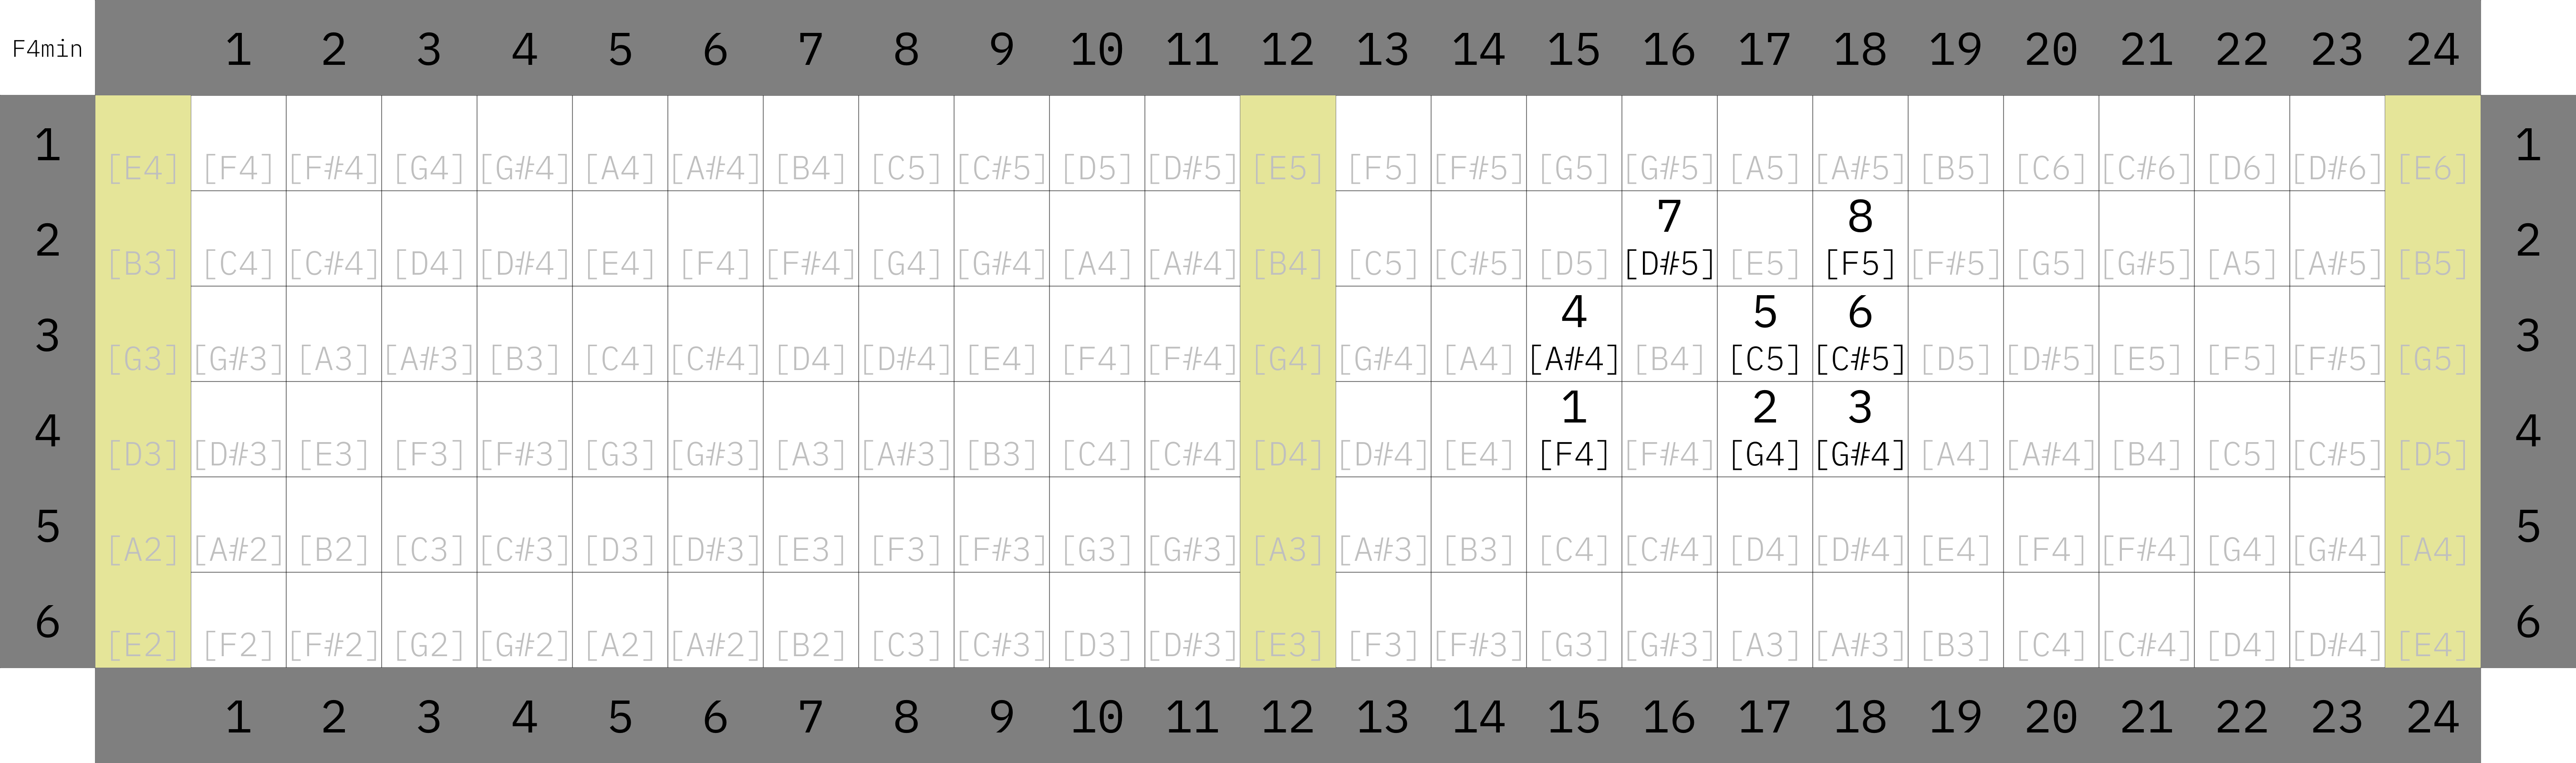 F4min 1 2 3 4 5 6 7 8 9 10 11 12 13 14 15 16 17 18 19 20 21 22 23 24
1 [E4] [F4] [F#4] [G4] [G#4] [A4] [A#4] [B4] [C5] [C#5] [D5] [D#5] [E5] [F5] [F#5] [G5] [G#5] [A5] [A#5] [B5] [C6] [C#6] [D6] [D#6] [E6] 1
7 8
2 [B3] [C4] [C#4] [D4] [D#4] [E4] [F4] [F#4] [G4] [G#4] [A4] [A#4] [B4] [C5] [C#5] [D5] [D#5] [E5] [F5] [F#5] [G5] [G#5] [A5] [A#5] [B5] 2
4 5 6
3 [G3] [G#3] [A3] [A#3] [B3] [C4] [C#4] [D4] [D#4] [E4] [F4] [F#4] [G4] [G#4] [A4] [A#4] [B4] [C5] [C#5] [D5] [D#5] [E5] [F5] [F#5] [G5] 3
1 2 3
4 [D3] [D#3] [E3] [F3] [F#3] [G3] [G#3] [A3] [A#3] [B3] [C4] [C#4] [D4] [D#4] [E4] [F4] [F#4] [G4] [G#4] [A4] [A#4] [B4] [C5] [C#5] [D5] 4
5 [A2] [A#2] [B2] [C3] [C#3] [D3] [D#3] [E3] [F3] [F#3] [G3] [G#3] [A3] [A#3] [B3] [C4] [C#4] [D4] [D#4] [E4] [F4] [F#4] [G4] [G#4] [A4] 5
6 [E2] [F2] [F#2] [G2] [G#2] [A2] [A#2] [B2] [C3] [C#3] [D3] [D#3] [E3] [F3] [F#3] [G3] [G#3] [A3] [A#3] [B3] [C4] [C#4] [D4] [D#4] [E4] 6
1 2 3 4 5 6 7 8 9 10 11 12 13 14 15 16 17 18 19 20 21 22 23 24